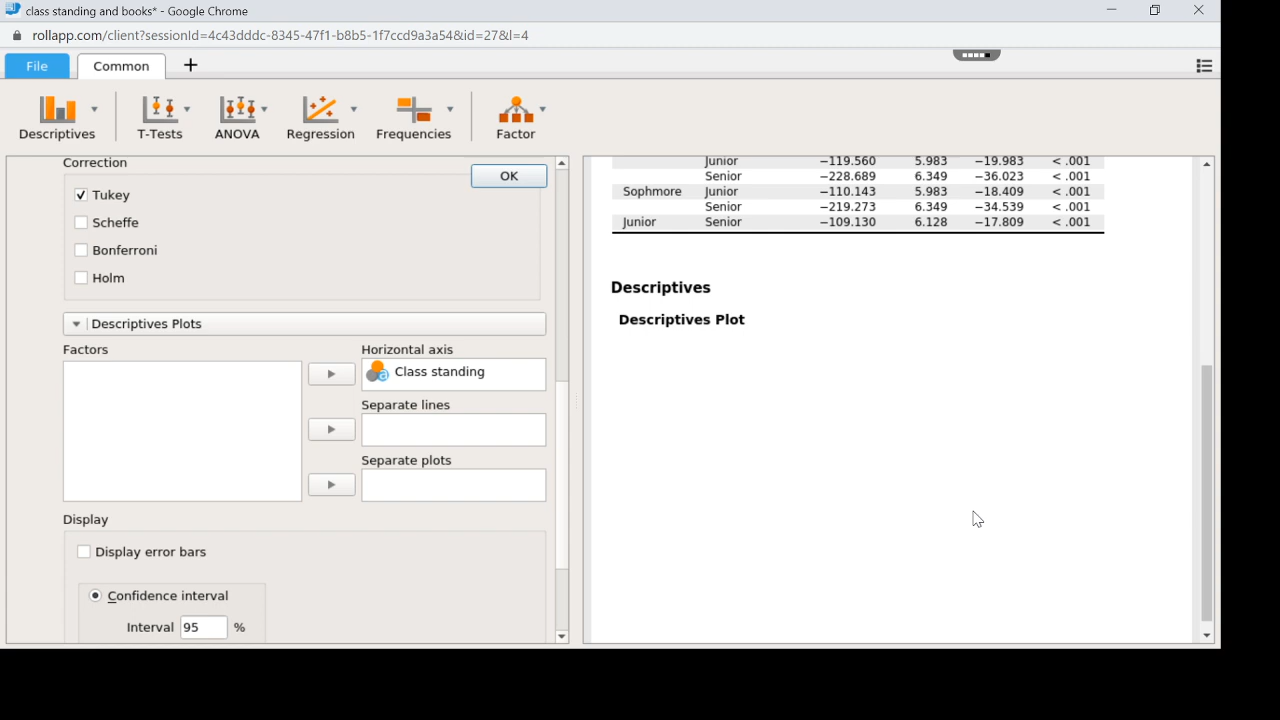 class standing and books* - Google Chrome
rollapp.com/client?sessionId=4c43dddc-8345-47f1-b8b5-1f7ccd9a3a54&id=27&l=4
File Common +
Descriptives T-Tests ANOVA Regression Frequencies Factor
Correction
OK
Tukey
Scheffe
Bonferroni
Holm
Descriptives Plots
Factors
Horizontal axis
Class standing
Separate lines
Separate plots
Display
Display error bars
Confidence interval
Interval 95 %
Junior −119.560 5.983 −19.983 < .001
Senior −228.689 6.349 −36.023 < .001
Sophmore Junior −110.143 5.983 −18.409 < .001
Senior −219.273 6.349 −34.539 < .001
Junior Senior −109.130 6.128 −17.809 < .001
Descriptives
Descriptives Plot